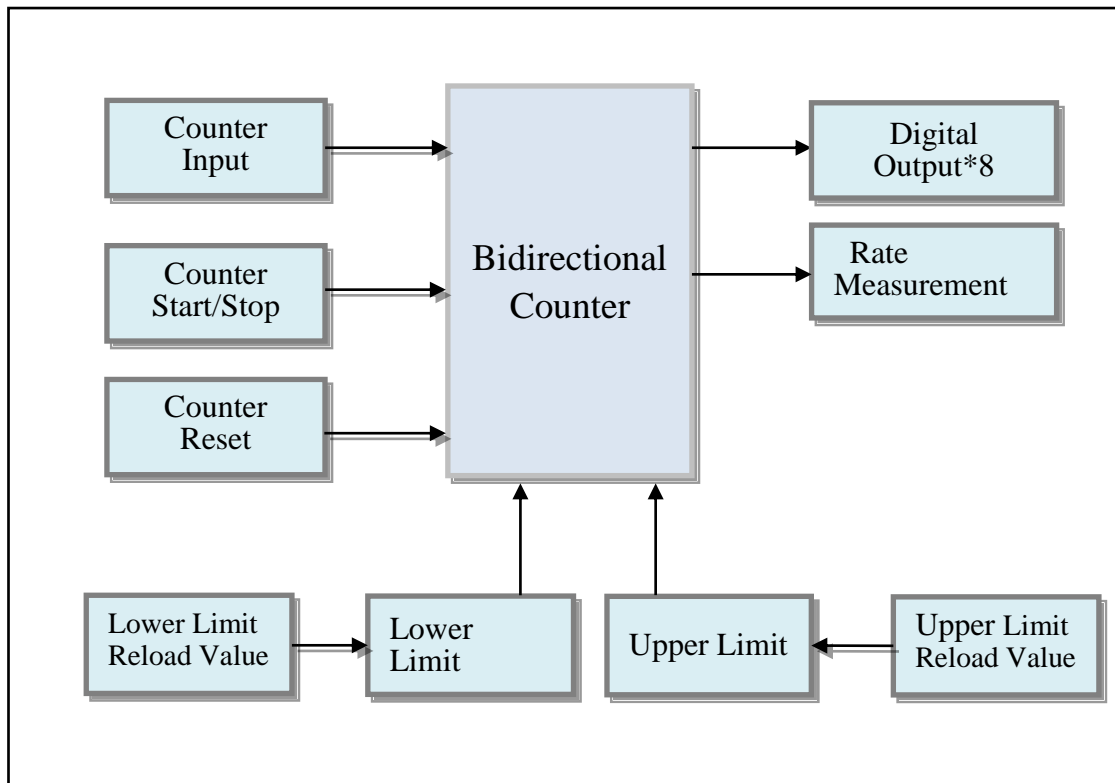 Counter
Input
Counter
Start/Stop
Counter
Reset
Bidirectional
Counter
Digital
Output*8
Rate
Measurement
Lower Limit
Reload Value
Lower
Limit
Upper Limit
Upper Limit
Reload Value